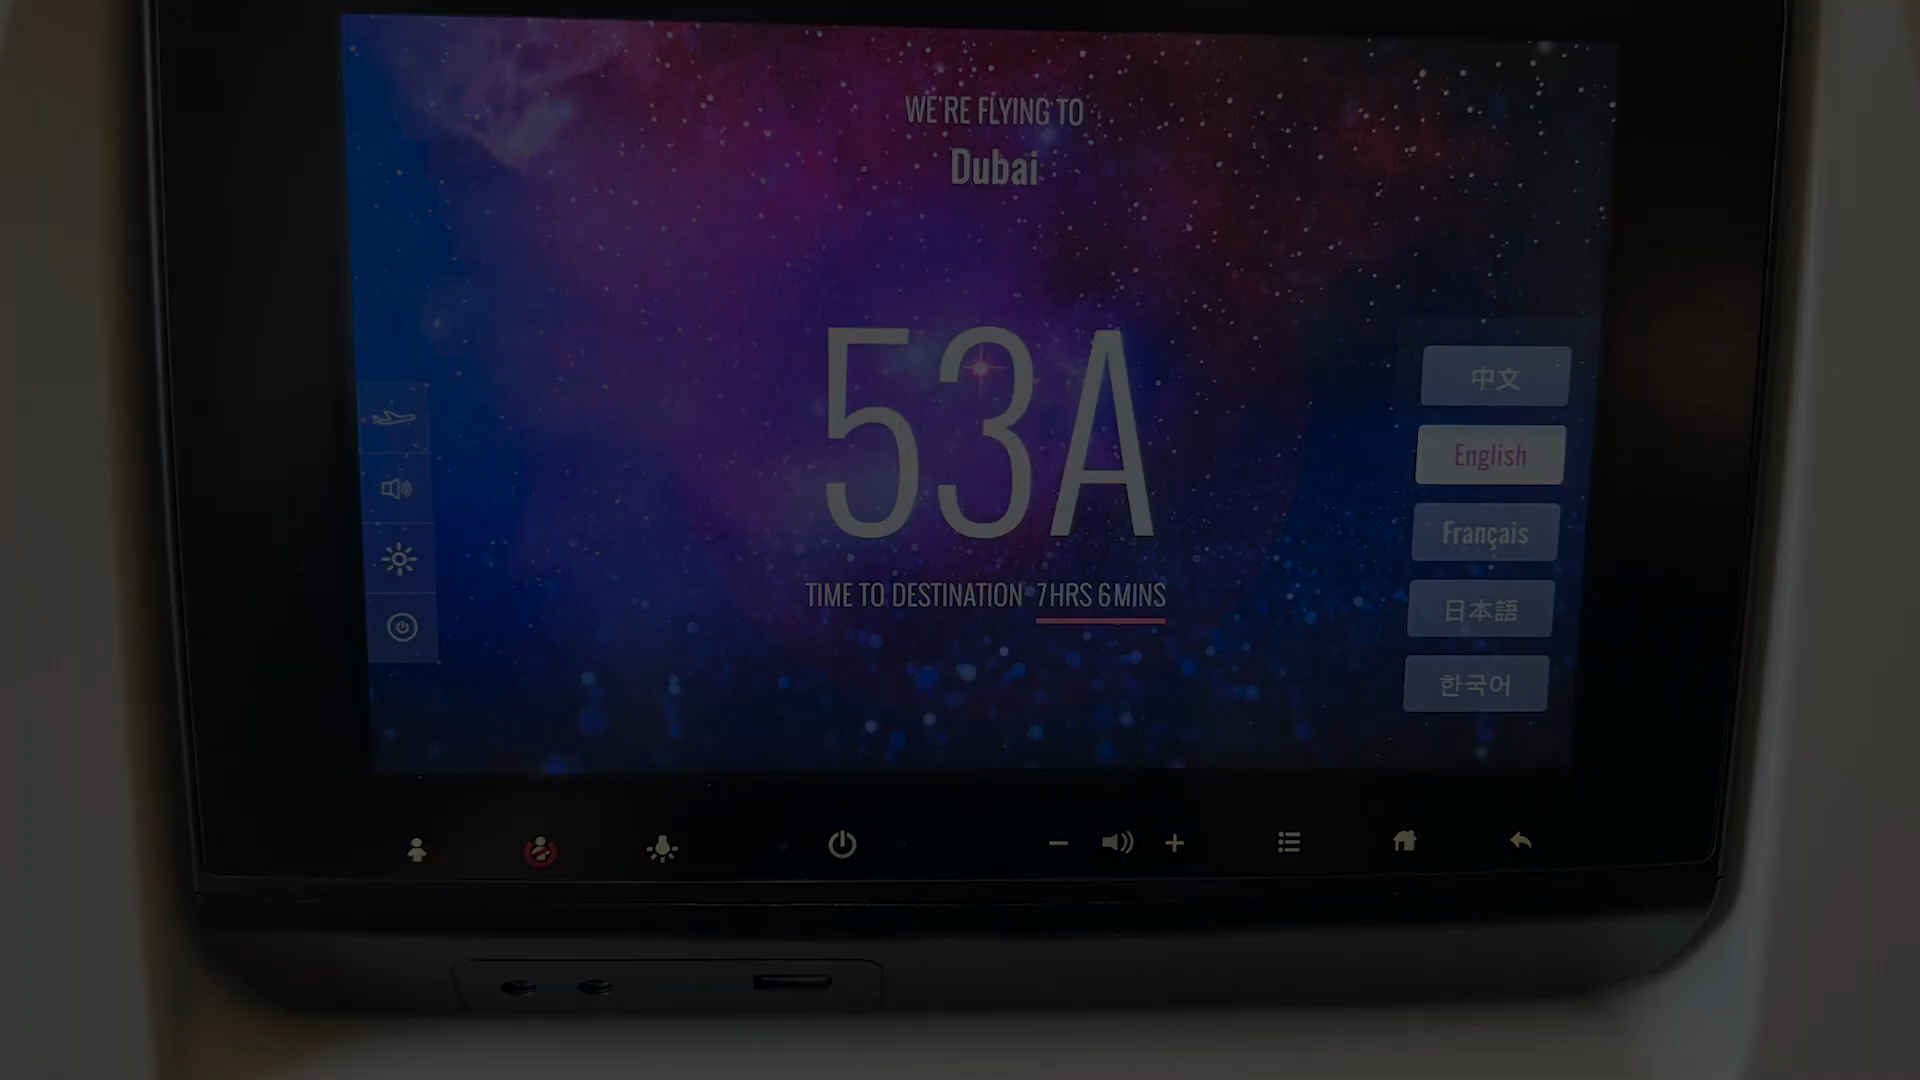 WE'RE FLYING TO
Dubai
53A
TIME TO DESTINATION 7 HRS 6 MINS
中文
English
Français
日本語
한국어